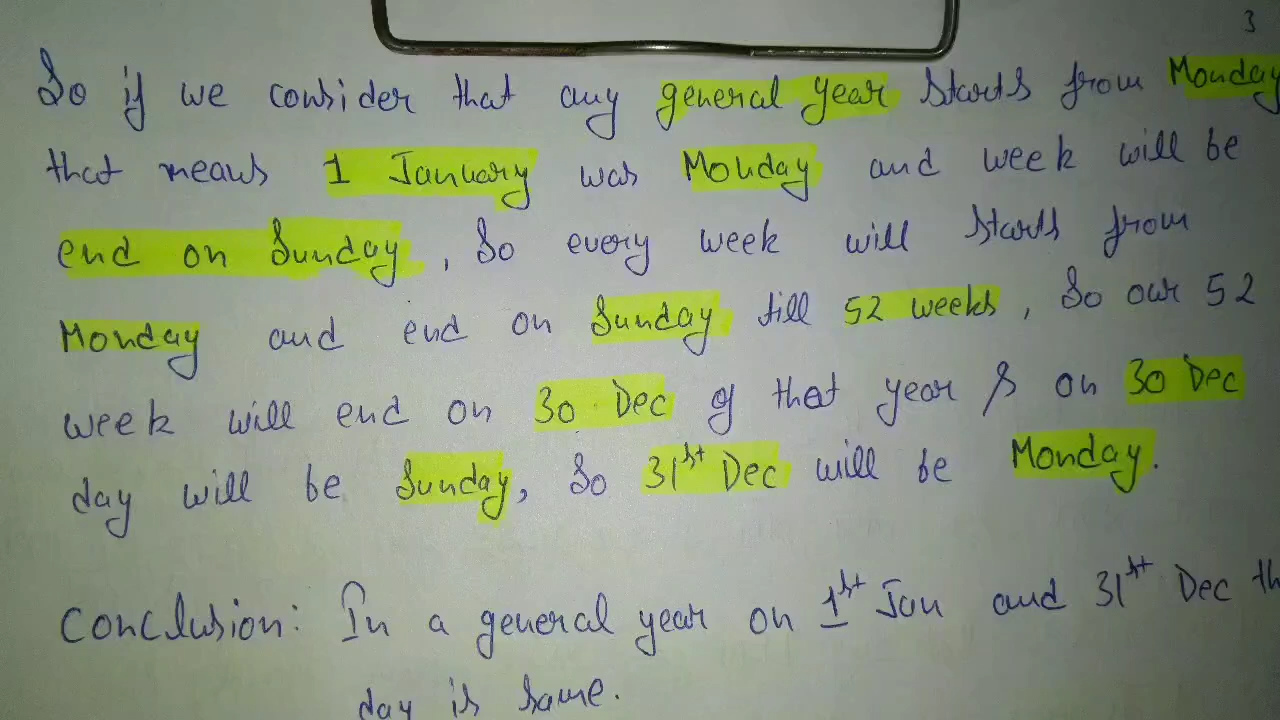 3
So if we consider that any general year starts from Monday
that means 1 January was Monday and week will be
end on Sunday, So every week will starts from
Monday and end on Sunday till 52 weeks, So our 52
week will end on 30 Dec of that year & on 30 Dec
day will be Sunday, So 31st Dec will be Monday.
Conclusion: In a general year on 1st Jan and 31st Dec th
day is same.